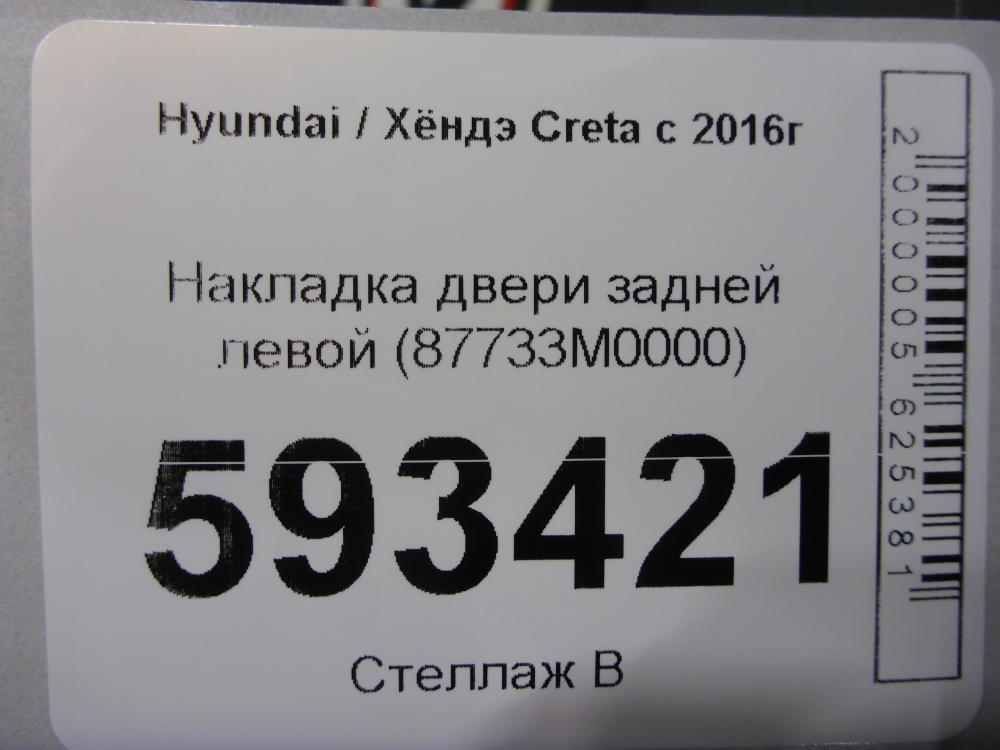 Hyundai / Хёндэ Creta с 2016г
Накладка двери задней
левой (87733M0000)
593421
Стеллаж В
2000005625381